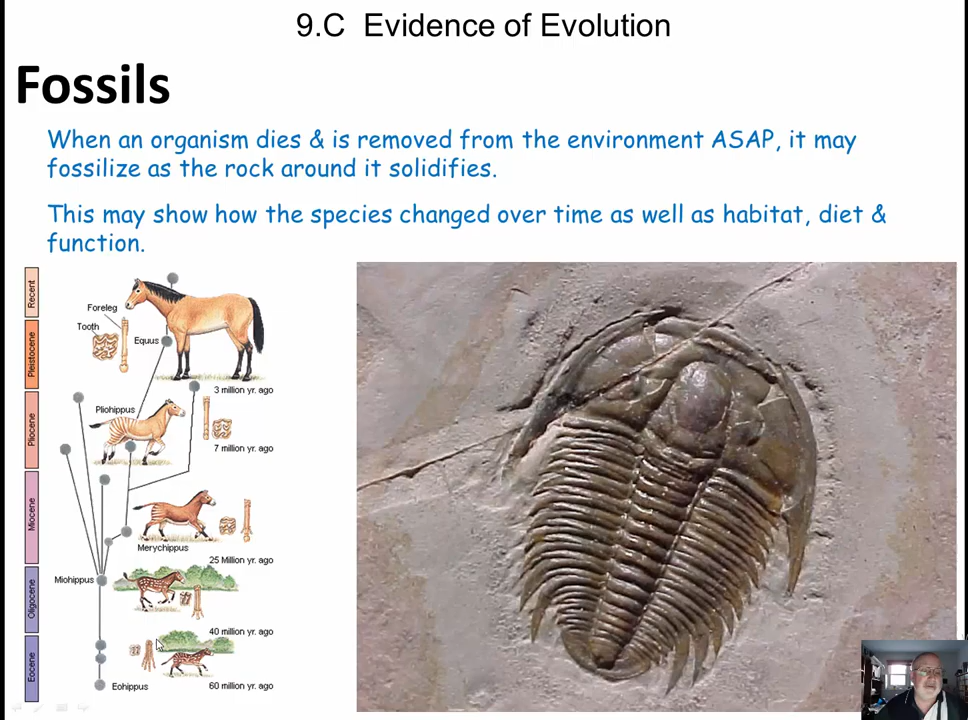 9.C Evidence of Evolution
Fossils
When an organism dies & is removed from the environment ASAP, it may
fossilize as the rock around it solidifies.
This may show how the species changed over time as well as habitat, diet &
function.
Recent
Foreleg
Tooth
Equus
Pleistocene
3 million yr. ago
Pliohippus
Pliocene
7 million yr. ago
Miocene
Merychippus
25 Million yr. ago
Miohippus
Oligocene
40 million yr. ago
Eocene
Eohippus
60 million yr. ago